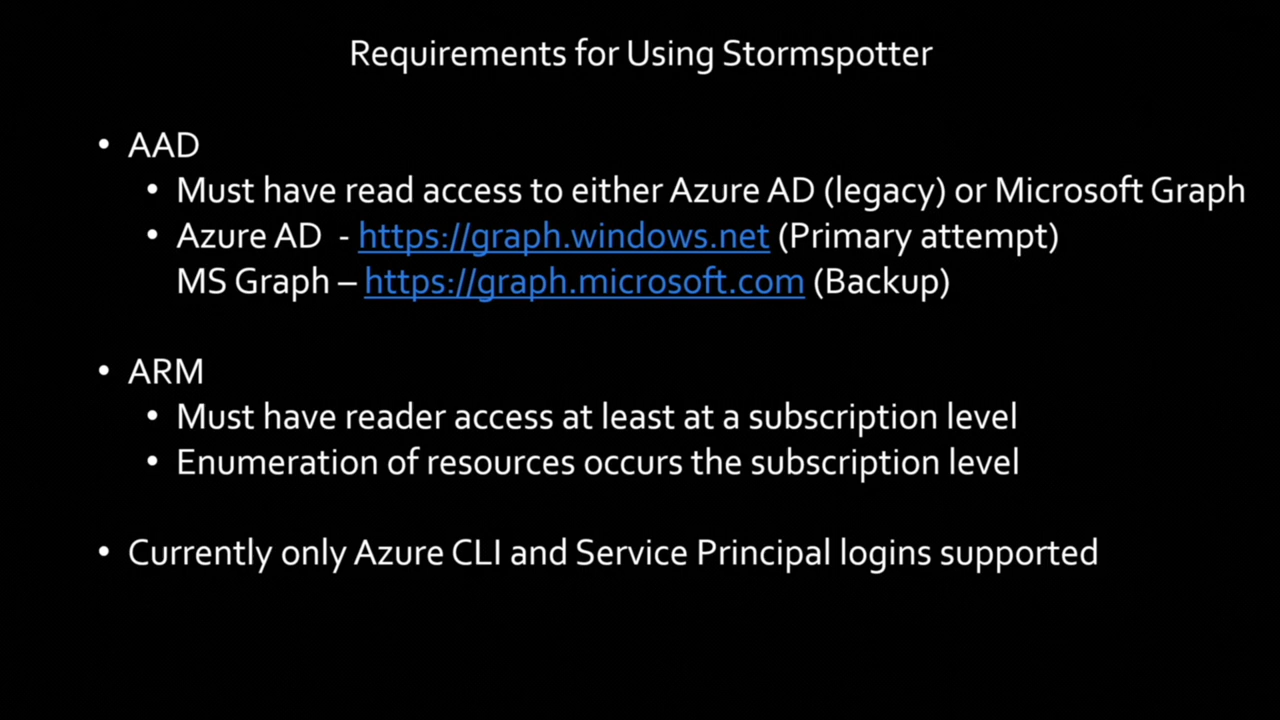 Requirements for Using Stormspotter
• AAD
• Must have read access to either Azure AD (legacy) or Microsoft Graph
• Azure AD - https://graph.windows.net (Primary attempt)
MS Graph – https://graph.microsoft.com (Backup)
• ARM
• Must have reader access at least at a subscription level
• Enumeration of resources occurs the subscription level
• Currently only Azure CLI and Service Principal logins supported